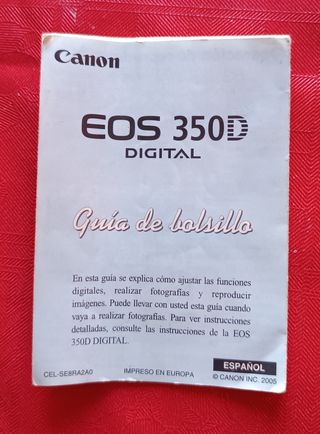 Canon
EOS 350D
DIGITAL
Guía de bolsillo
En esta guía se explica cómo ajustar las funciones
digitales, realizar fotografías y reproducir
imágenes. Puede llevar con usted esta guía cuando
vaya a realizar fotografías. Para ver instrucciones
detalladas, consulte las instrucciones de la EOS
350D DIGITAL.
ESPAÑOL
CEL-SE8RA2A0 IMPRESO EN EUROPA © CANON INC. 2005